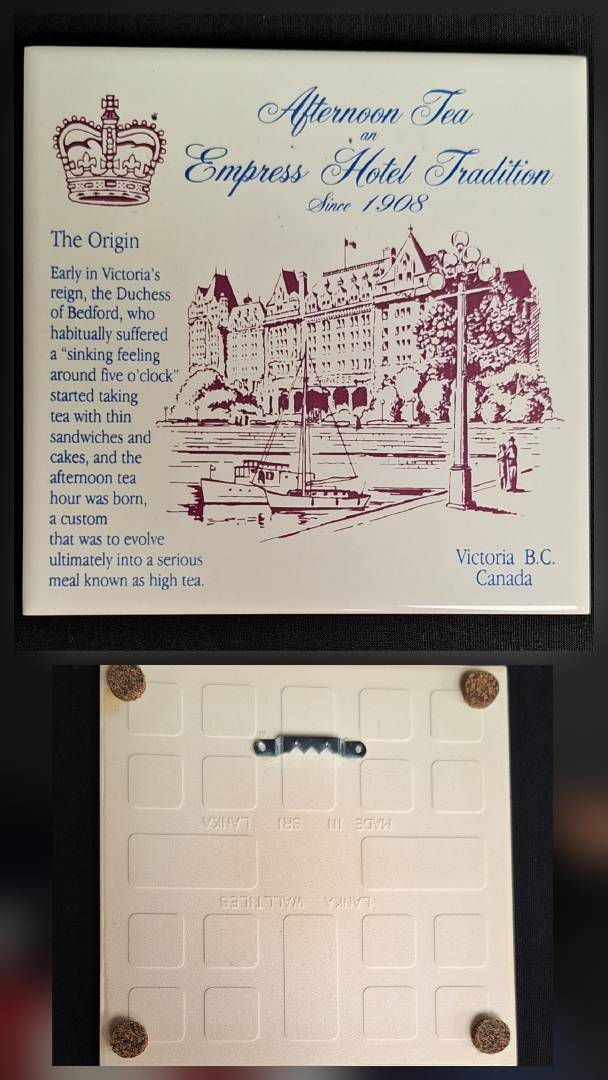 Afternoon Tea
an
Empress Hotel Tradition
Since 1908
The Origin
Early in Victoria's
reign, the Duchess
of Bedford, who
habitually suffered
a “sinking feeling
around five o'clock”
started taking
tea with thin
sandwiches and
cakes, and the
afternoon tea
hour was born,
a custom
that was to evolve
ultimately into a serious
meal known as high tea.
Victoria B.C.
Canada
MADE IN SRI LANKA
LANKA WALLTILES